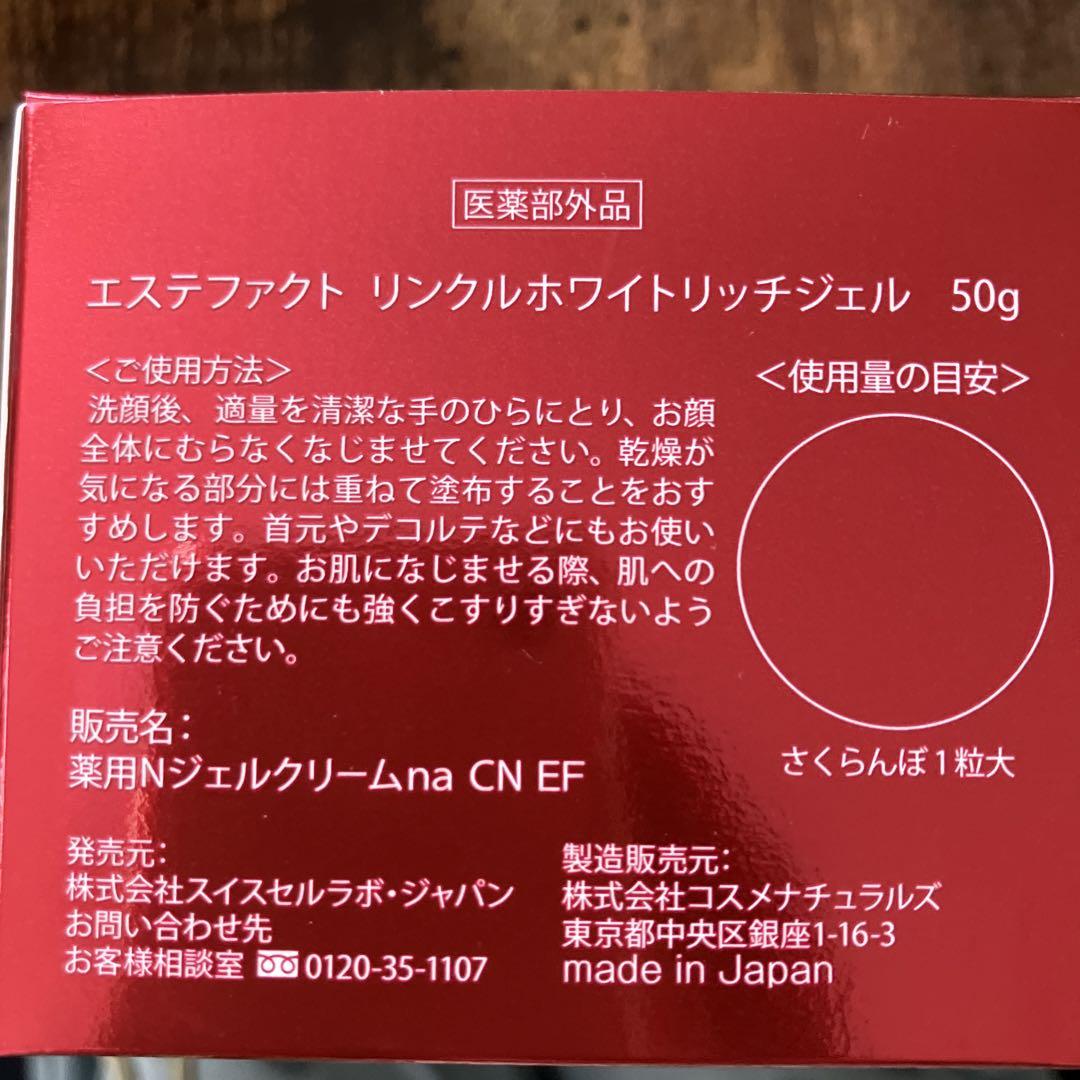 医薬部外品
エステファクト リンクルホワイトリッチジェル 50g
＜ご使用方法＞
洗顔後、適量を清潔な手のひらにとり、お顔
全体にむらなくなじませてください。乾燥が
気になる部分には重ねて塗布することをおす
すめします。首元やデコルテなどにもお使い
いただけます。お肌になじませる際、肌への
負担を防ぐためにも強くこすりすぎないよう
ご注意ください。
＜使用量の目安＞
さくらんぼ1粒大
販売名：
薬用Nジェルクリームna CN EF
発売元：
株式会社スイスセルラボ・ジャパン
お問い合わせ先
お客様相談室 0120-35-1107
製造販売元：
株式会社コスメナチュラルズ
東京都中央区銀座1-16-3
made in Japan